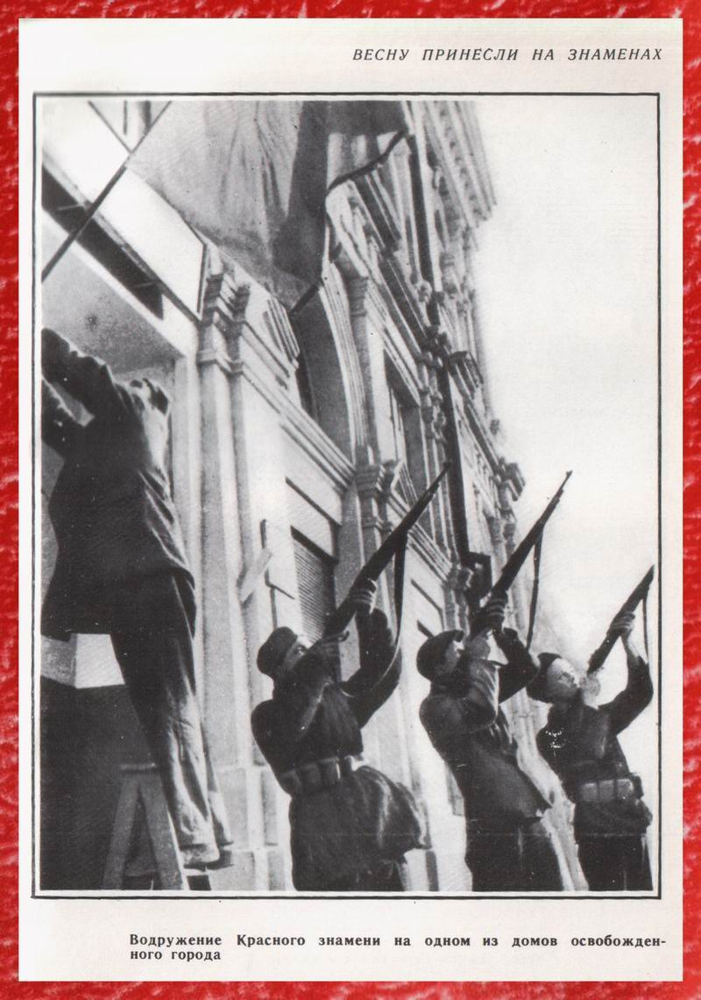 ВЕСНУ ПРИНЕСЛИ НА ЗНАМЕНАХ
Водружение Красного знамени на одном из домов освобожден-
ного города